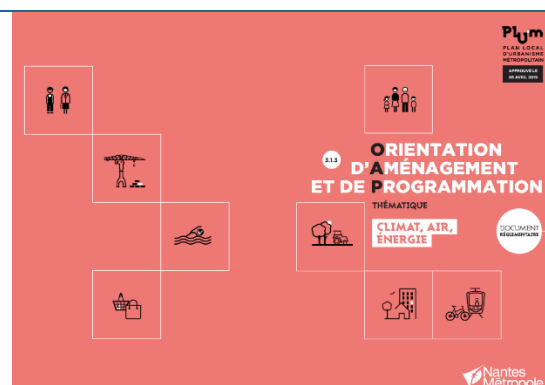 PLUm
PLAN LOCAL
D'URBANISME
MÉTROPOLITAIN
APPROUVÉ LE
05 AVRIL 2019
3.1.3
ORIENTATION
D'AMÉNAGEMENT
ET DE PROGRAMMATION
THÉMATIQUE
CLIMAT, AIR,
ÉNERGIE
DOCUMENT
RÉGLEMENTAIRE
Nantes
Métropole